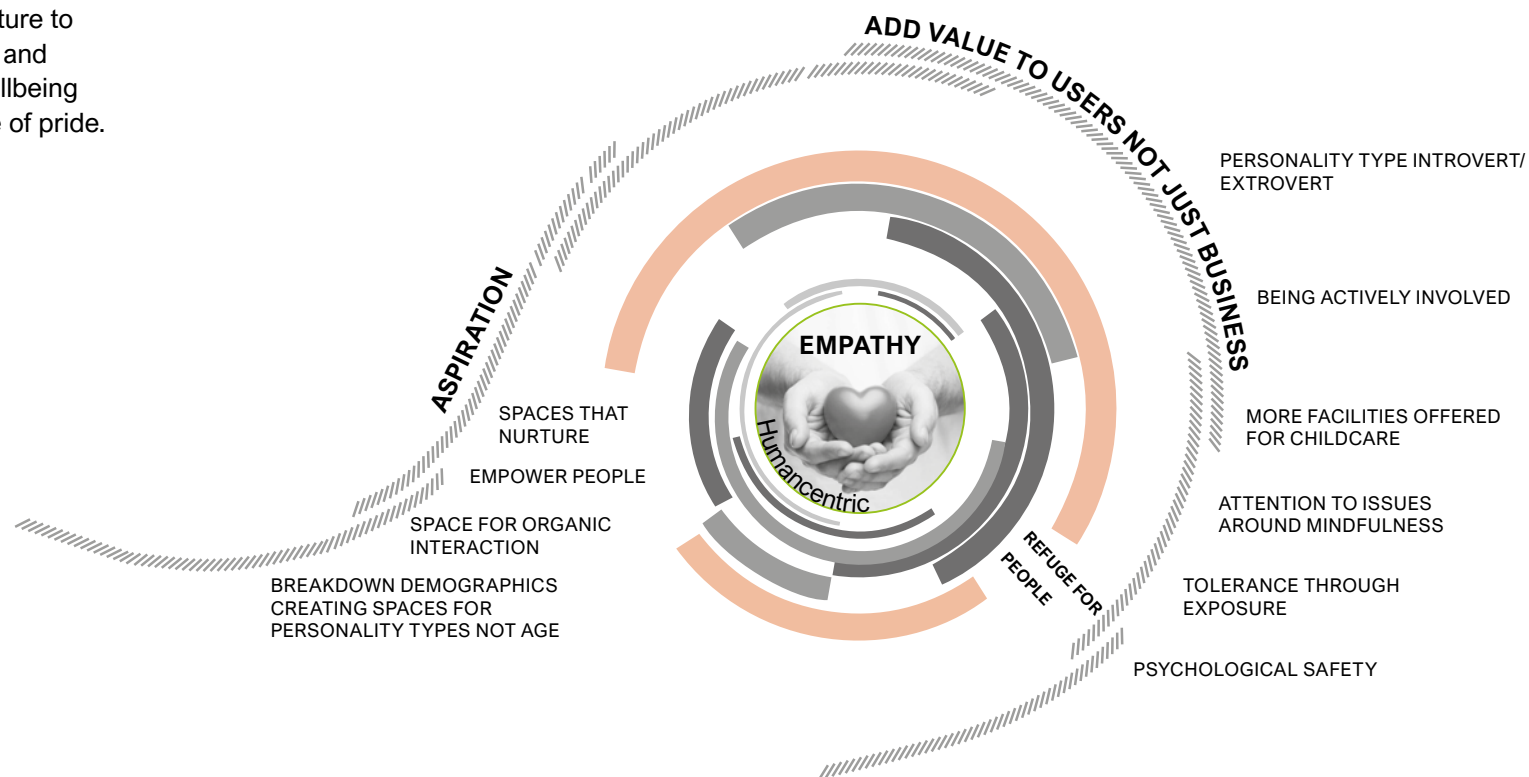 ture to
and
llbeing
e of pride.
ADD VALUE TO USERS NOT JUST BUSINESS
ASPIRATION
EMPATHY
Humancentric
REFUGE FOR
PEOPLE
SPACES THAT
NURTURE
EMPOWER PEOPLE
SPACE FOR ORGANIC
INTERACTION
BREAKDOWN DEMOGRAPHICS
CREATING SPACES FOR
PERSONALITY TYPES NOT AGE
PERSONALITY TYPE INTROVERT/
EXTROVERT
BEING ACTIVELY INVOLVED
MORE FACILITIES OFFERED
FOR CHILDCARE
ATTENTION TO ISSUES
AROUND MINDFULNESS
TOLERANCE THROUGH
EXPOSURE
PSYCHOLOGICAL SAFETY